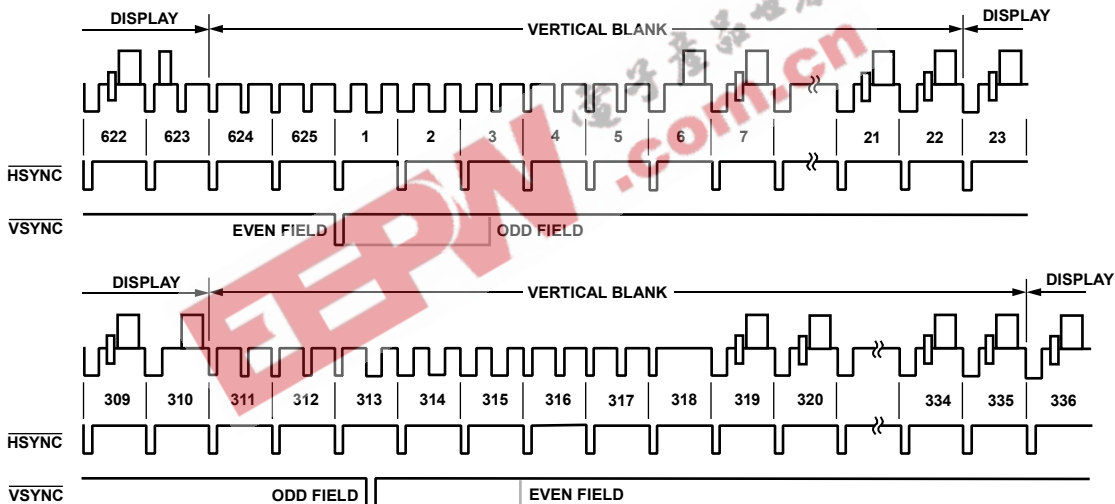 DISPLAY
VERTICAL BLANK
DISPLAY
622 623 624 625 1 2 3 4 5 6 7 21 22 23
HSYNC
VSYNC
EVEN FIELD
ODD FIELD
DISPLAY
VERTICAL BLANK
DISPLAY
309 310 311 312 313 314 315 316 317 318 319 320 334 335 336
HSYNC
VSYNC
ODD FIELD
EVEN FIELD
EEPW
.com.cn